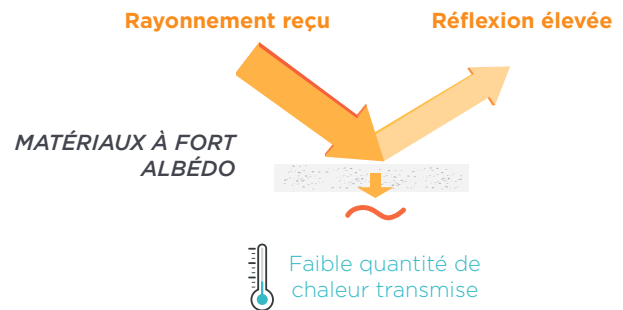 Rayonnement reçu
Réflexion élevée
MATÉRIAUX À FORT
ALBÉDO
Faible quantité de
chaleur transmise